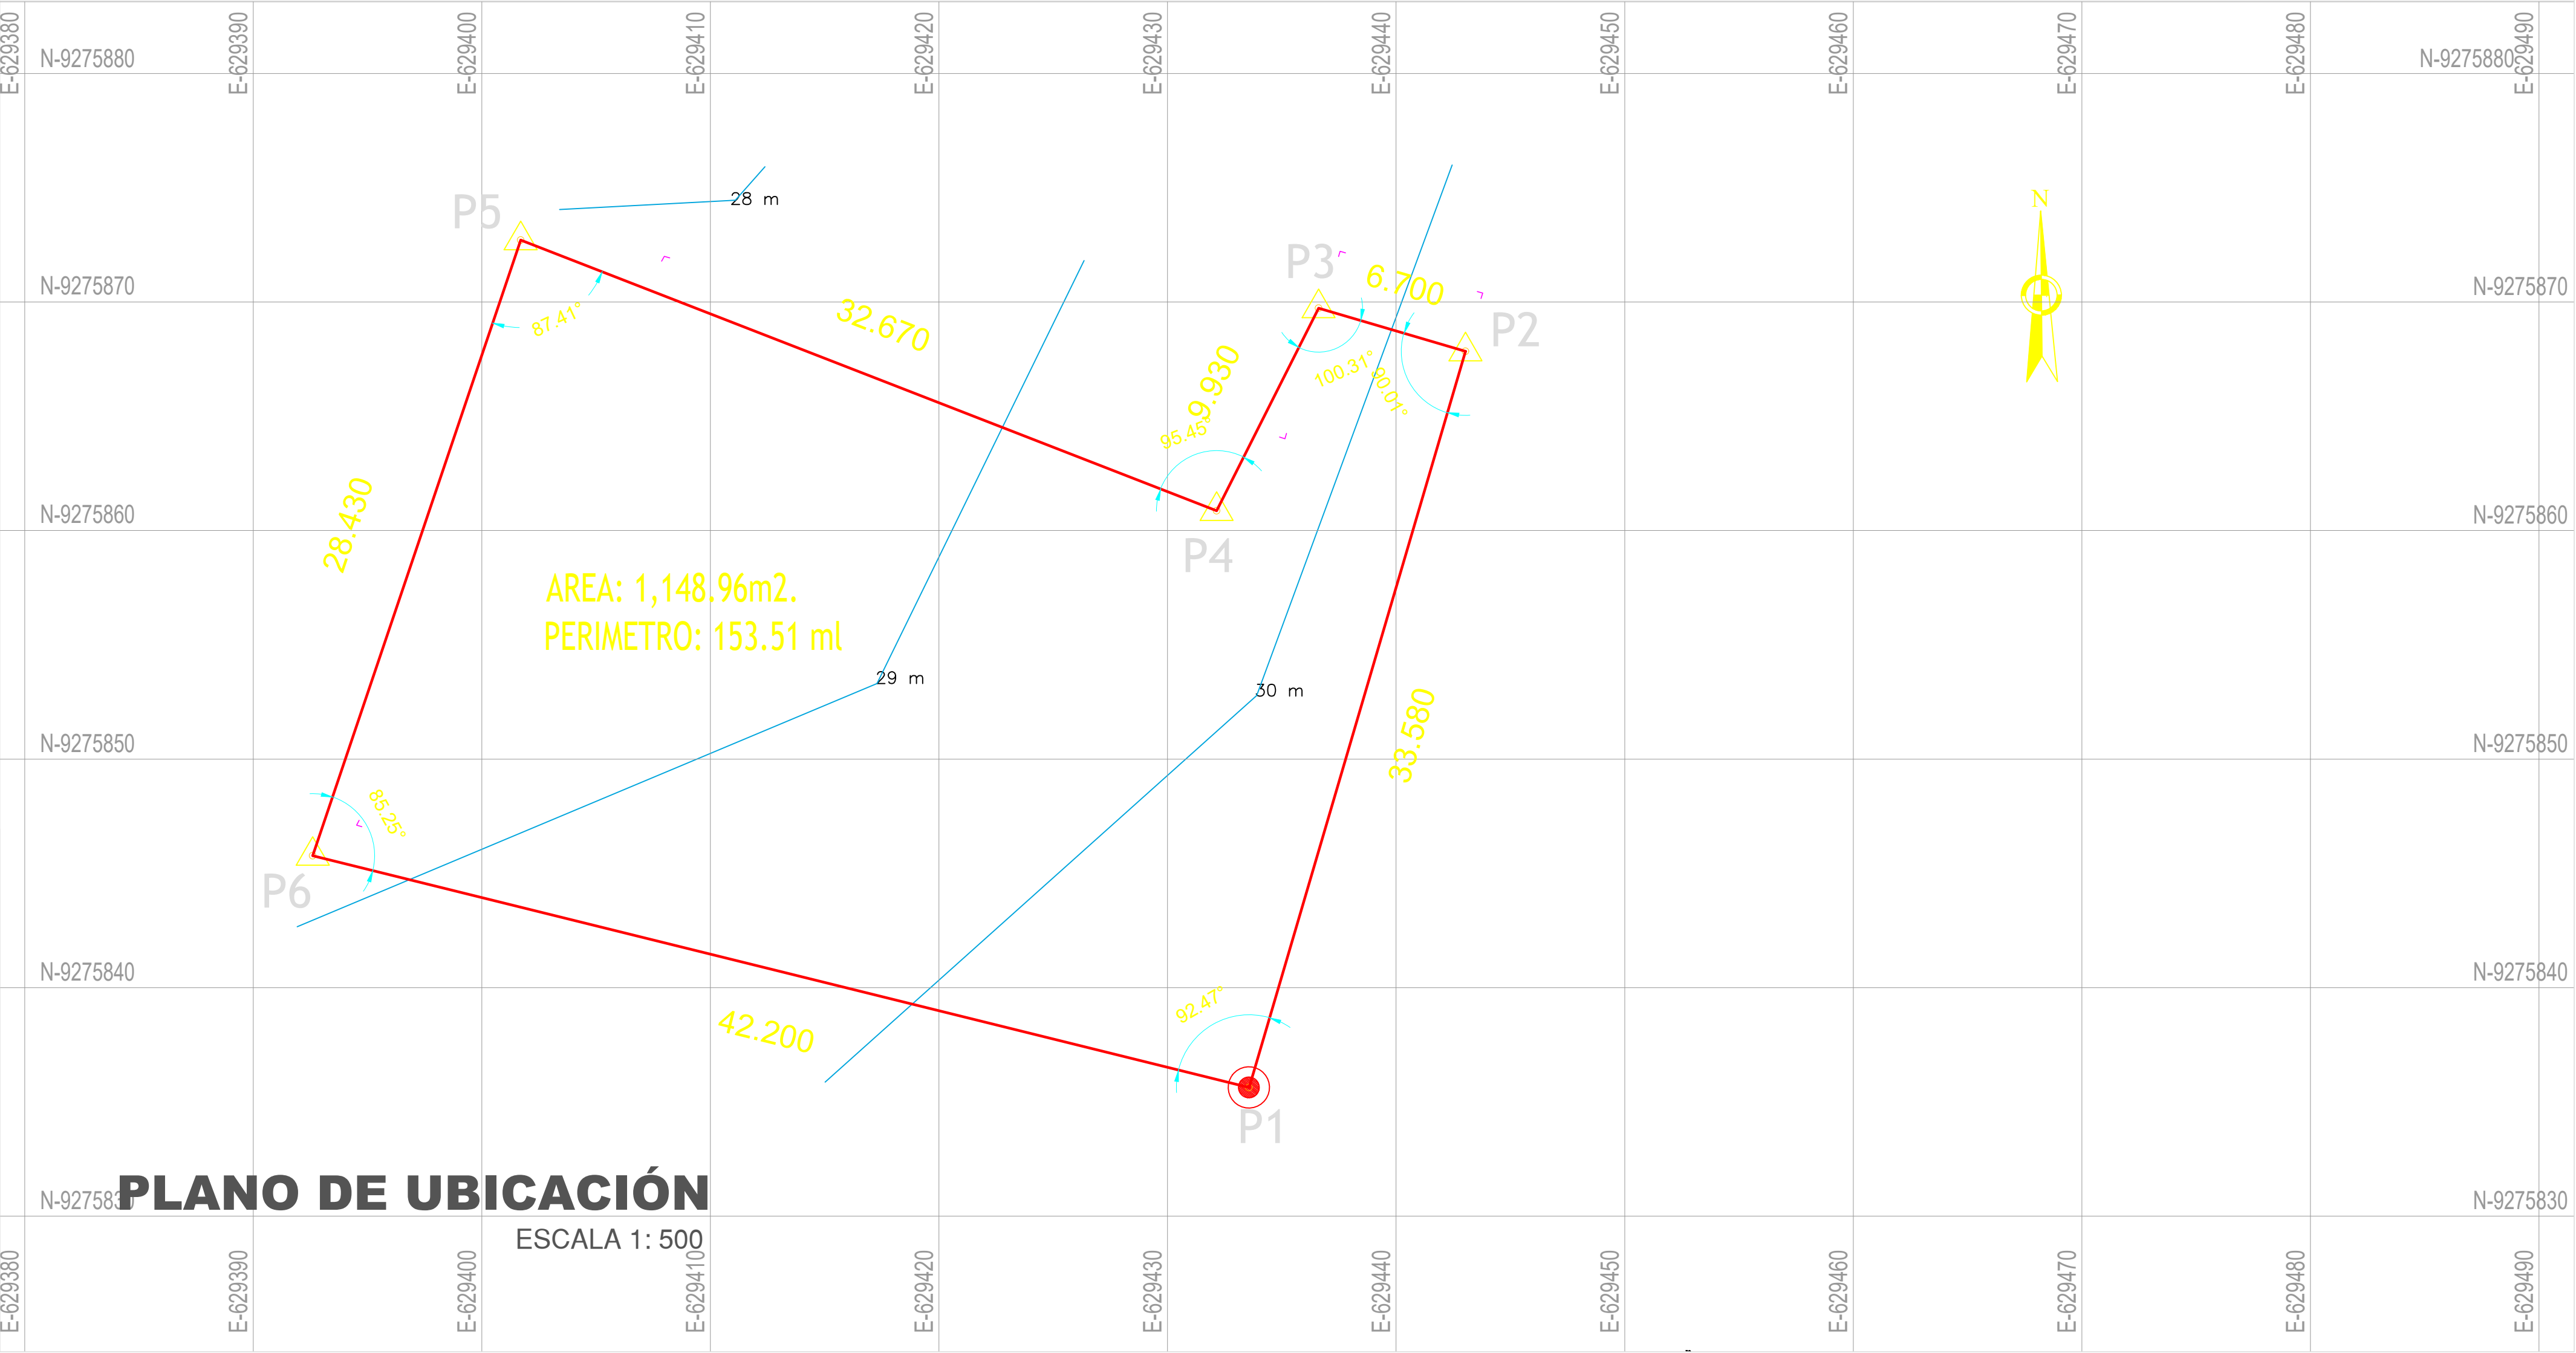 E-629380 E-629390 E-629400 E-629410 E-629420 E-629430 E-629440 E-629450 E-629460 E-629470 E-629480 E-629490
N-9275880 N-9275880
28 m
N
P5
P3
6.700
N-9275870 N-9275870
87.41°
32.670
P2
100.31°
90.01°
9.930
95.45°
N-9275860 N-9275860
28.430
P4
AREA: 1,148.96m2.
PERIMETRO: 153.51 ml
29 m
30 m
33.580
N-9275850 N-9275850
85.25°
P6
N-9275840 N-9275840
92.47°
42.200
P1
N-9275830 N-9275830
PLANO DE UBICACIÓN
ESCALA 1: 500
E-629380 E-629390 E-629400 E-629410 E-629420 E-629430 E-629440 E-629450 E-629460 E-629470 E-629480 E-629490